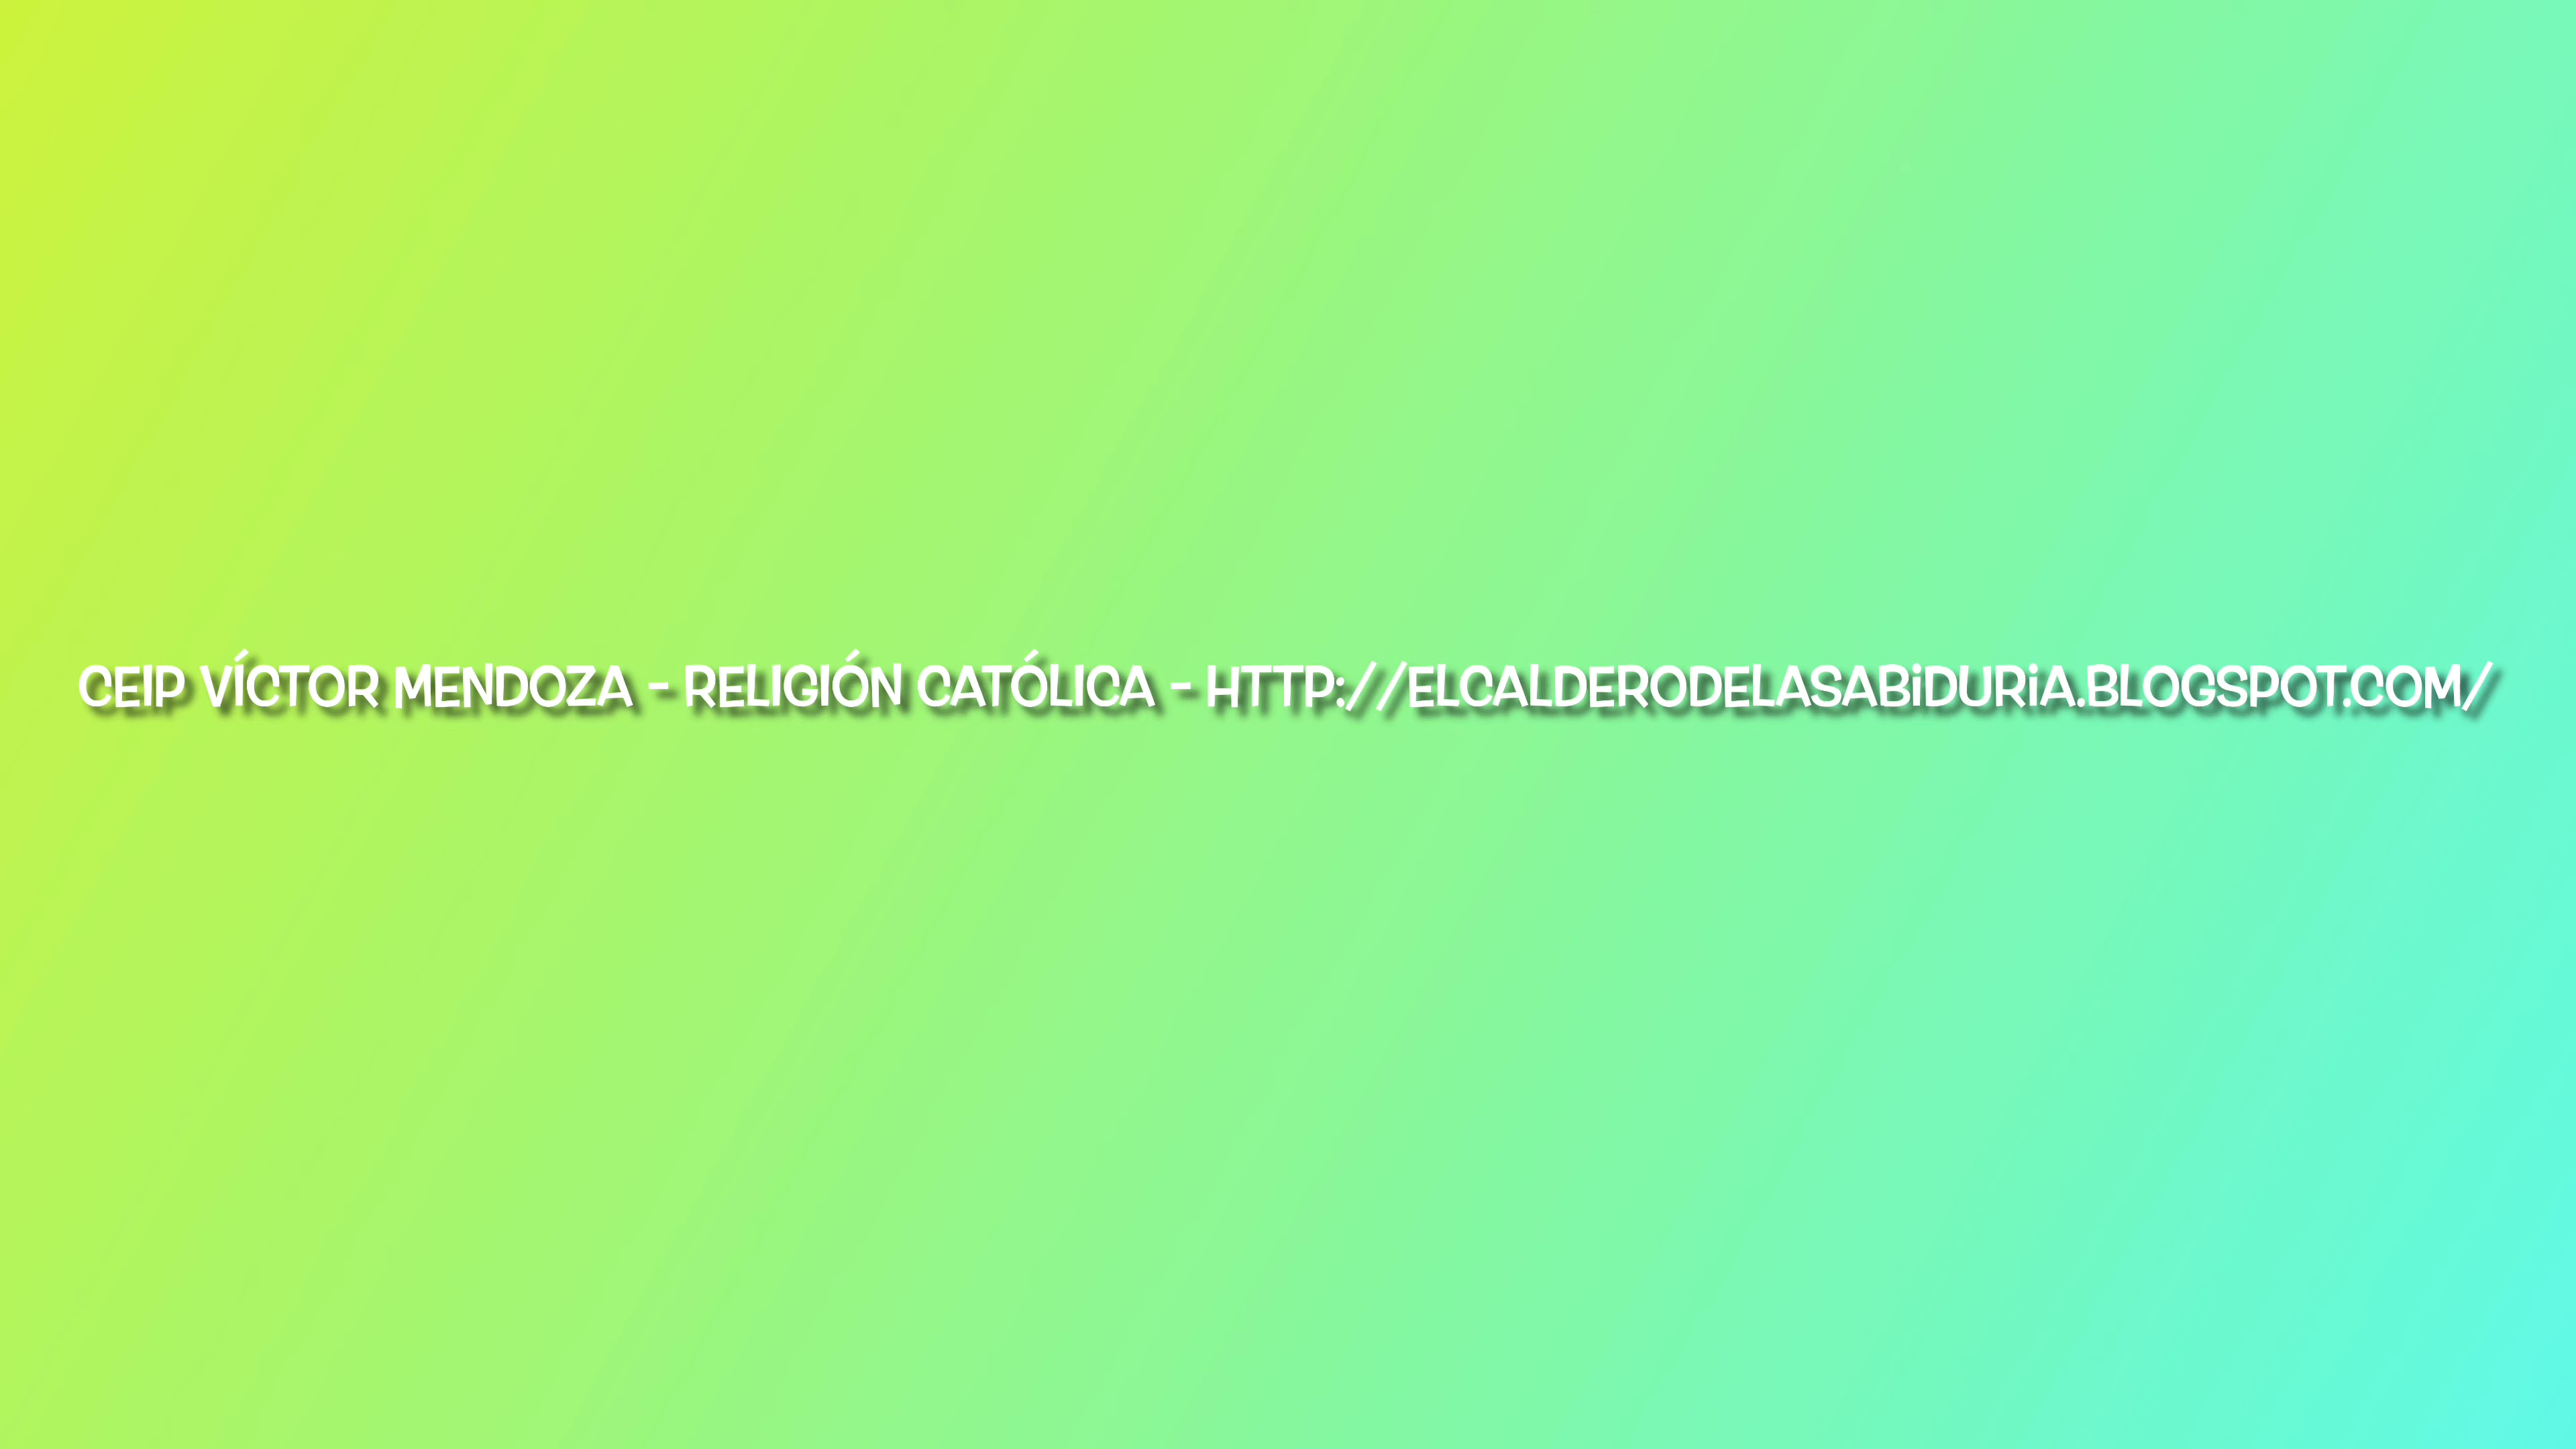 CEIP VÍCTOR MENDOZA - RELIGIÓN CATÓLICA - HTTP://ELCALDERODELASABiDURiA.BLOGSPOT.COM/